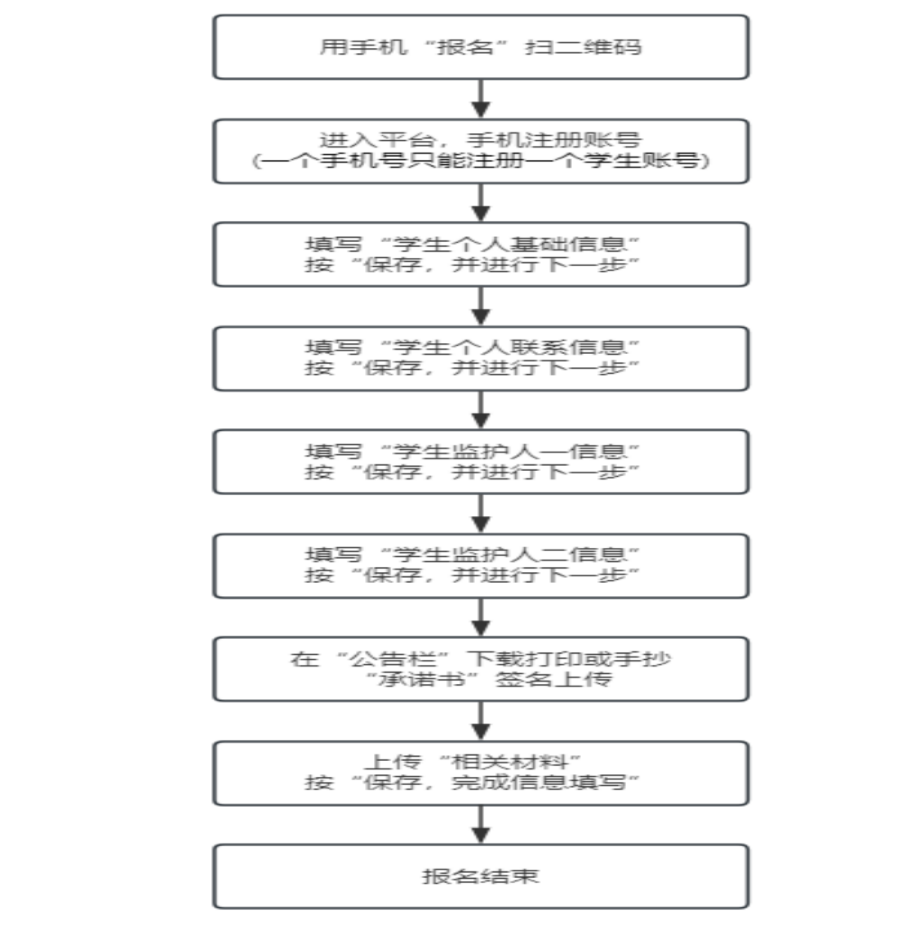 用手机“报名”扫二维码
进入平台，手机注册账号
(一个手机号只能注册一个学生账号)
填写“学生个人基础信息”
按“保存，并进行下一步”
填写“学生个人联系信息”
按“保存，并进行下一步”
填写“学生监护人一信息”
按“保存，并进行下一步”
填写“学生监护人二信息”
按“保存，并进行下一步”
在“公告栏”下载打印或手抄
“承诺书”签名上传
上传“相关材料”
按“保存，完成信息填写”
报名结束